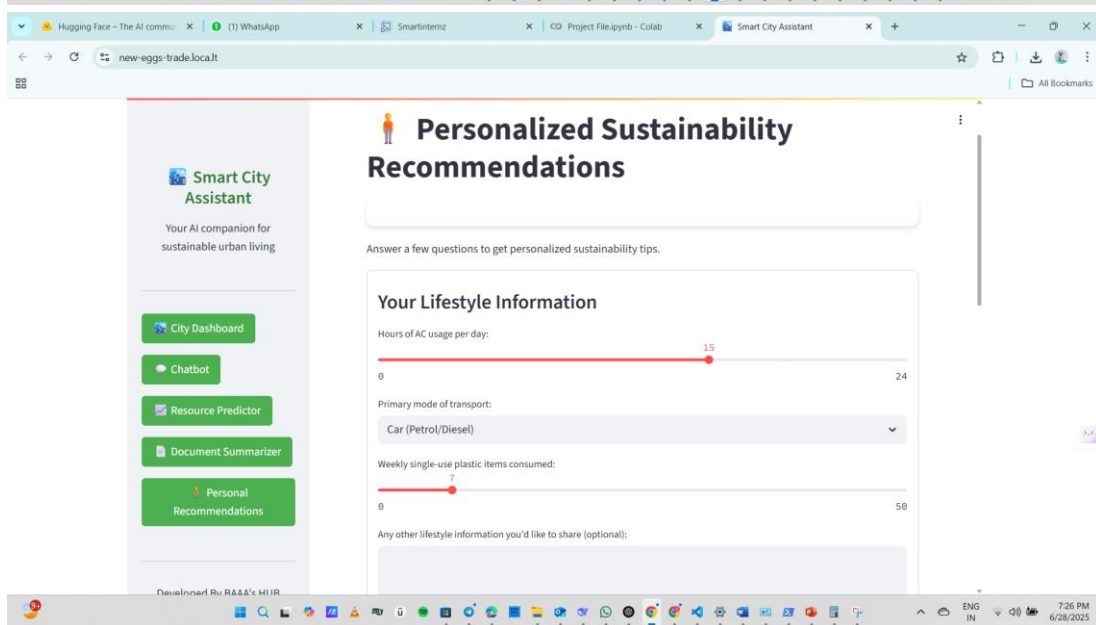 Hugging Face – The AI commu
(1) WhatsApp
Smartinternz
Project File.ipynb - Colab
Smart City Assistant
new-eggs-trade.loca.lt
All Bookmarks
Smart City
Assistant
Your AI companion for
sustainable urban living
City Dashboard
Chatbot
Resource Predictor
Document Summarizer
Personal
Recommendations
Developed By BAAA's HUB
Personalized Sustainability
Recommendations
Answer a few questions to get personalized sustainability tips.
Your Lifestyle Information
Hours of AC usage per day:
15
0 24
Primary mode of transport:
Car (Petrol/Diesel)
Weekly single-use plastic items consumed:
7
0 50
Any other lifestyle information you'd like to share (optional):
9+
ENG
IN
7:26 PM
6/28/2025